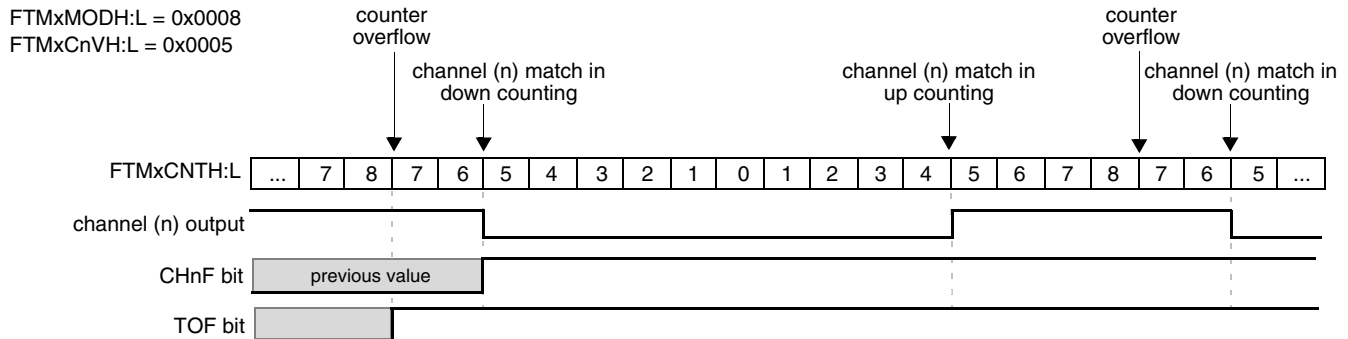 FTMxMODH:L = 0x0008
FTMxCnVH:L = 0x0005
counter
overflow
channel (n) match in
down counting
channel (n) match in
up counting
counter
overflow
channel (n) match in
down counting
FTMxCNTH:L ... 7 8 7 6 5 4 3 2 1 0 1 2 3 4 5 6 7 8 7 6 5 ...
channel (n) output
CHnF bit previous value
TOF bit